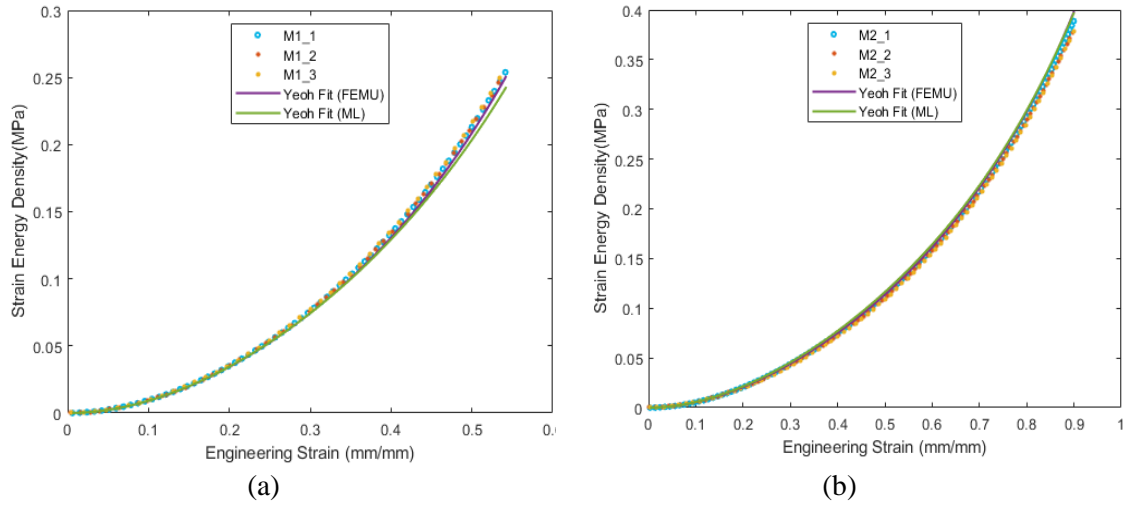 0.3
0.25
0.2
0.15
0.1
0.05
0
Strain Energy Density(MPa)
M1_1
M1_2
M1_3
Yeoh Fit (FEMU)
Yeoh Fit (ML)
0 0.1 0.2 0.3 0.4 0.5
Engineering Strain (mm/mm)
(a)
0.4
0.35
0.3
0.25
0.2
0.15
0.1
0.05
0
Strain Energy Density (MPa)
M2_1
M2_2
M2_3
Yeoh Fit (FEMU)
Yeoh Fit (ML)
0 0.1 0.2 0.3 0.4 0.5 0.6 0.7 0.8 0.9 1
Engineering Strain (mm/mm)
(b)